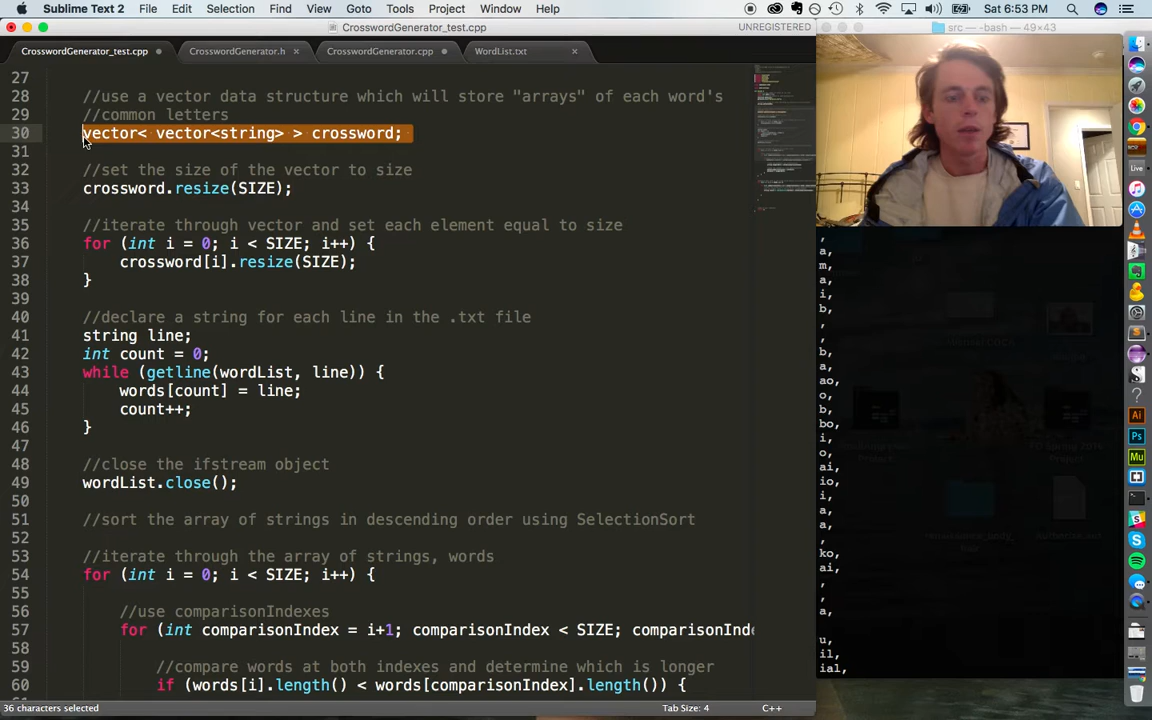 Sublime Text 2 File Edit Selection Find View Goto Tools Project Window Help Sat 6:53 PM
CrosswordGenerator_test.cpp UNREGISTERED src — -bash — 49×43
CrosswordGenerator_test.cpp CrosswordGenerator.h CrosswordGenerator.cpp WordList.txt
27
28 //use a vector data structure which will store "arrays" of each word's
29 //common letters
30 vector< vector<string> > crossword;
31
32 //set the size of the vector to size
33 crossword.resize(SIZE);
34
35 //iterate through vector and set each element equal to size
36 for (int i = 0; i < SIZE; i++) {
37 crossword[i].resize(SIZE);
38 }
39
40 //declare a string for each line in the .txt file
41 string line;
42 int count = 0;
43 while (getline(wordList, line)) {
44 words[count] = line;
45 count++;
46 }
47
48 //close the ifstream object
49 wordList.close();
50
51 //sort the array of strings in descending order using SelectionSort
52
53 //iterate through the array of strings, words
54 for (int i = 0; i < SIZE; i++) {
55
56 //use comparisonIndexes
57 for (int comparisonIndex = i+1; comparisonIndex < SIZE; comparisonInd
58
59 //compare words at both indexes and determine which is longer
60 if (words[i].length() < words[comparisonIndex].length()) {
36 characters selected Tab Size: 4 C++
,
a,
m,
a,
i,
b,
,
,
b,
a,
ao,
o,
b,
bo,
i,
o,
ai,
io,
i,
a,
a,
,
ko,
ai,
,
,
a,
u,
il,
ial,
Live
Ai
Ps
Mu